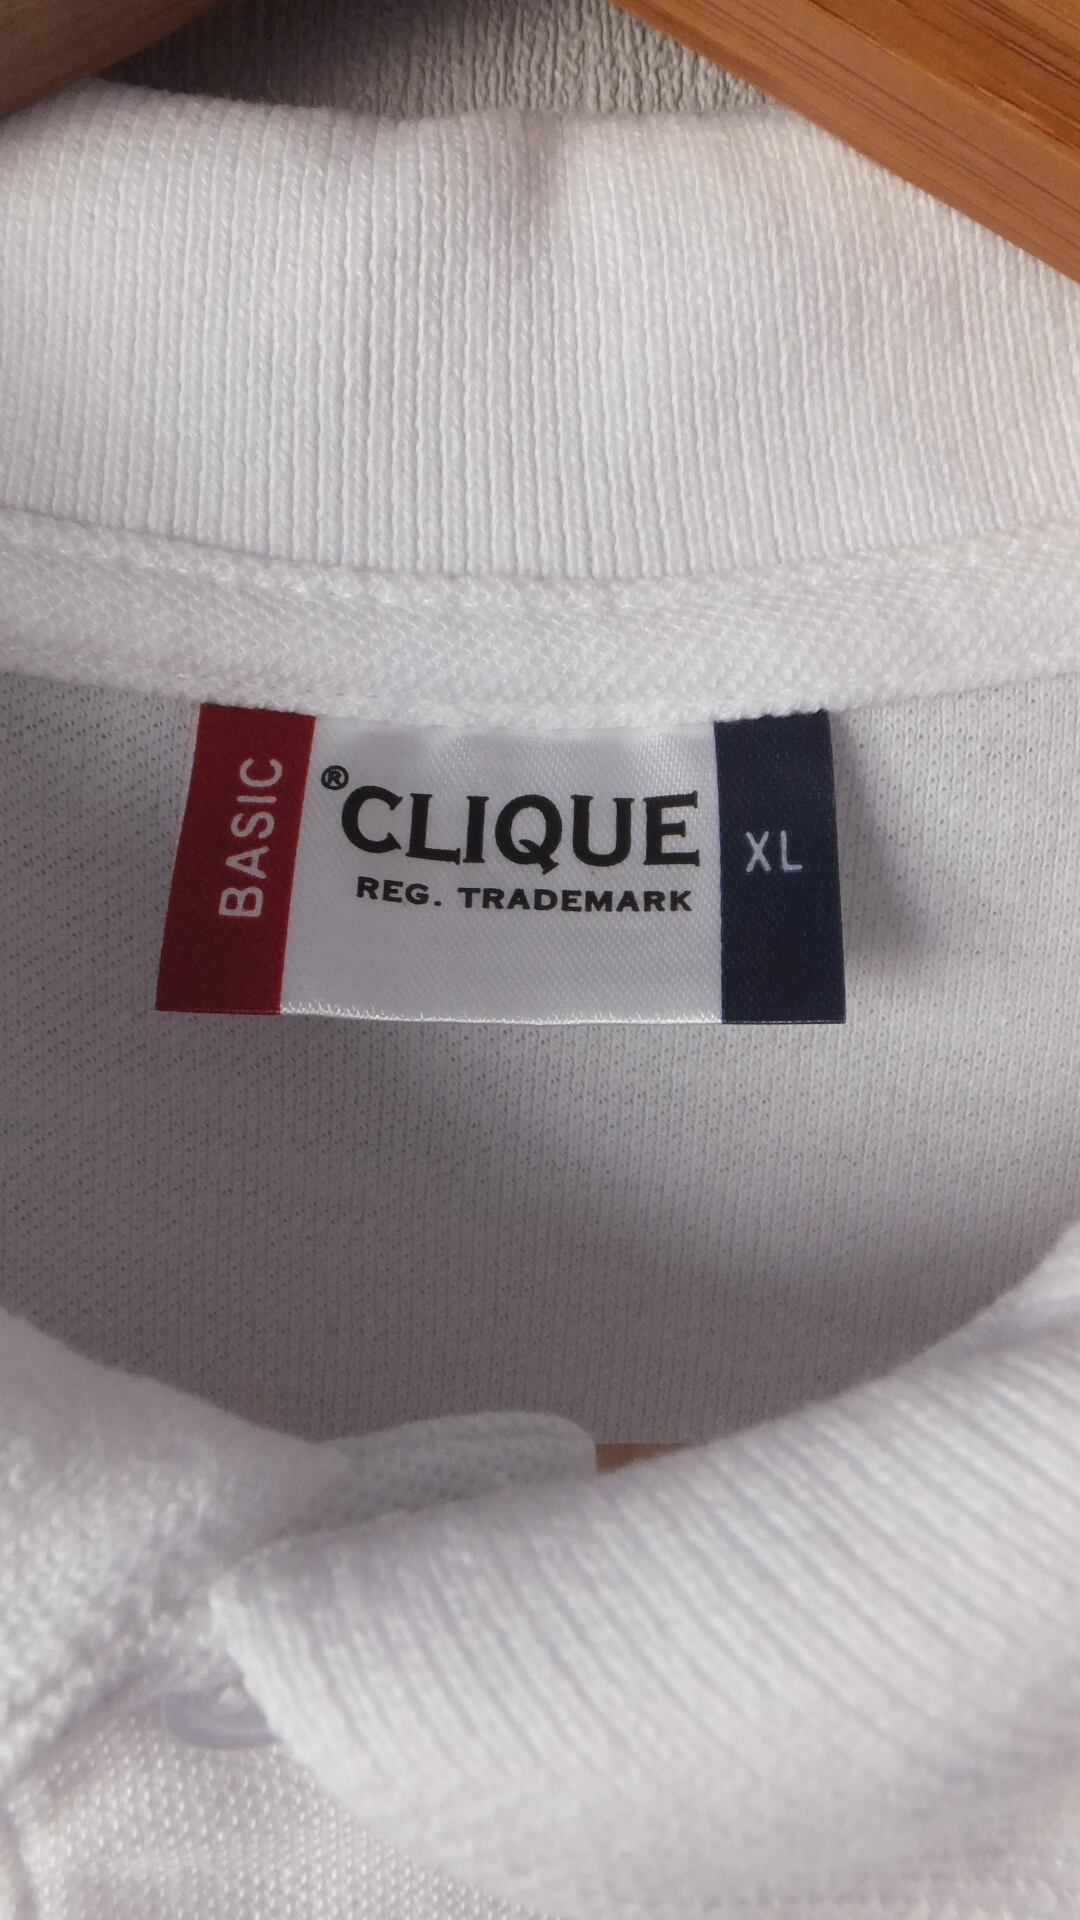 BASIC
®CLIQUE
REG. TRADEMARK
XL